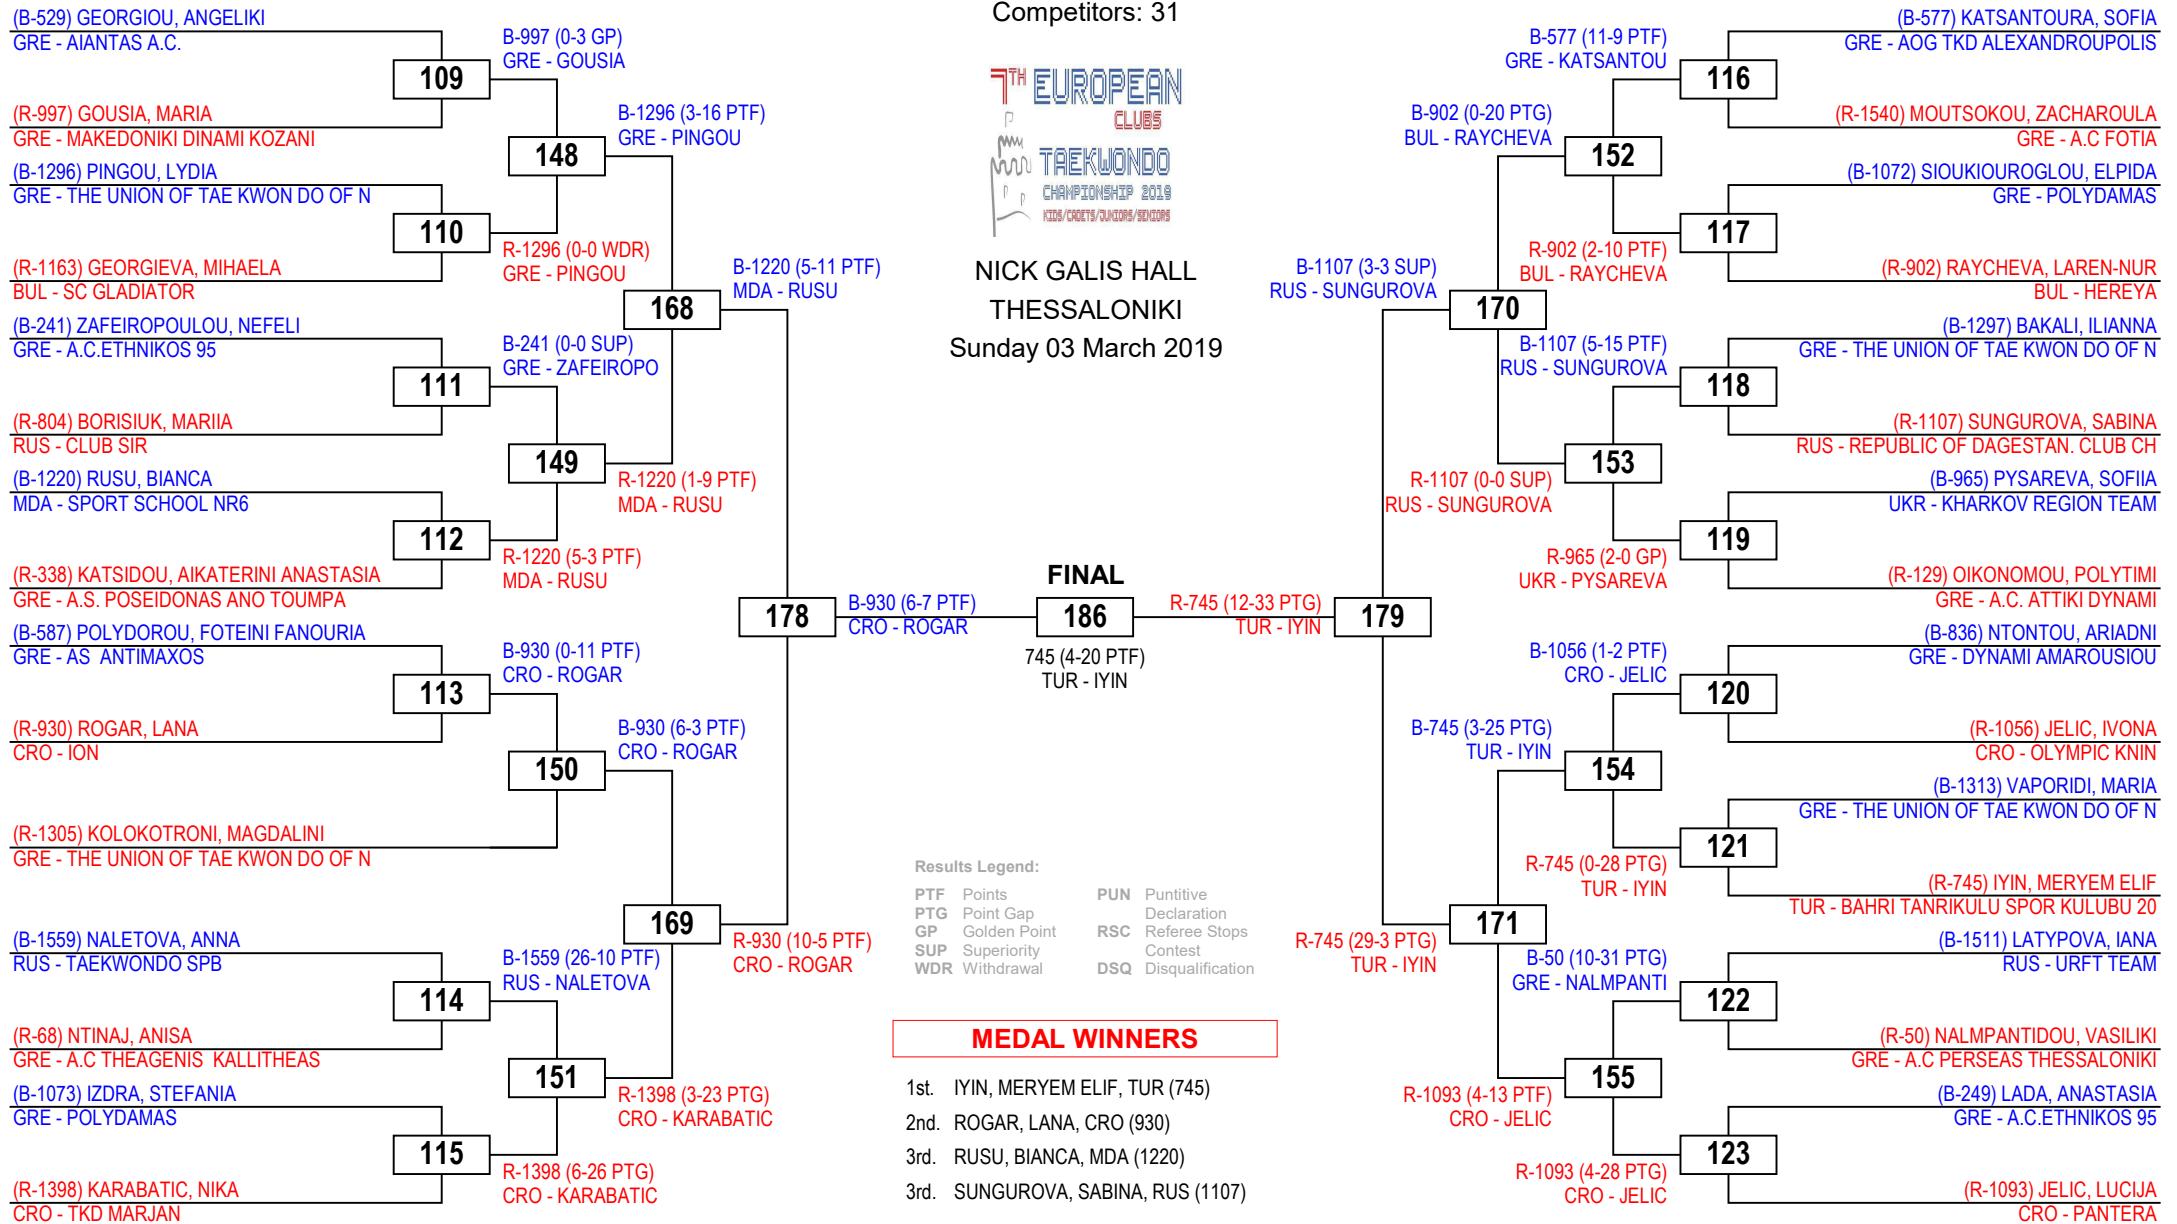 Competitors: 31
7TH EUROPEAN
CLUBS
TAEKWONDO
CHAMPIONSHIP 2019
KIDS/CADETS/JUNIORS/SENIORS
NICK GALIS HALL
THESSALONIKI
Sunday 03 March 2019
(B-529) GEORGIOU, ANGELIKI
GRE - AIANTAS A.C.
109
(R-997) GOUSIA, MARIA
GRE - MAKEDONIKI DINAMI KOZANI
(B-1296) PINGOU, LYDIA
GRE - THE UNION OF TAE KWON DO OF N
110
(R-1163) GEORGIEVA, MIHAELA
BUL - SC GLADIATOR
(B-241) ZAFEIROPOULOU, NEFELI
GRE - A.C.ETHNIKOS 95
111
(R-804) BORISIUK, MARIIA
RUS - CLUB SIR
(B-1220) RUSU, BIANCA
MDA - SPORT SCHOOL NR6
112
(R-338) KATSIDOU, AIKATERINI ANASTASIA
GRE - A.S. POSEIDONAS ANO TOUMPA
(B-587) POLYDOROU, FOTEINI FANOURIA
GRE - AS  ANTIMAXOS
113
(R-930) ROGAR, LANA
CRO - ION
(R-1305) KOLOKOTRONI, MAGDALINI
GRE - THE UNION OF TAE KWON DO OF N
(B-1559) NALETOVA, ANNA
RUS - TAEKWONDO SPB
114
(R-68) NTINAJ, ANISA
GRE - A.C THEAGENIS  KALLITHEAS
(B-1073) IZDRA, STEFANIA
GRE - POLYDAMAS
115
(R-1398) KARABATIC, NIKA
CRO - TKD MARJAN
B-997 (0-3 GP)
GRE - GOUSIA
148
R-1296 (0-0 WDR)
GRE - PINGOU
B-241 (0-0 SUP)
GRE - ZAFEIROPO
149
R-1220 (5-3 PTF)
MDA - RUSU
B-930 (0-11 PTF)
CRO - ROGAR
150
B-1559 (26-10 PTF)
RUS - NALETOVA
151
R-1398 (6-26 PTG)
CRO - KARABATIC
B-1296 (3-16 PTF)
GRE - PINGOU
168
R-1220 (1-9 PTF)
MDA - RUSU
B-930 (6-3 PTF)
CRO - ROGAR
169
R-1398 (3-23 PTG)
CRO - KARABATIC
B-1220 (5-11 PTF)
MDA - RUSU
178
R-930 (10-5 PTF)
CRO - ROGAR
B-930 (6-7 PTF)
CRO - ROGAR
FINAL
186
745 (4-20 PTF)
TUR - IYIN
R-745 (12-33 PTG)
TUR - IYIN
B-1107 (3-3 SUP)
RUS - SUNGUROVA
179
R-745 (29-3 PTG)
TUR - IYIN
B-902 (0-20 PTG)
BUL - RAYCHEVA
170
R-1107 (0-0 SUP)
RUS - SUNGUROVA
B-745 (3-25 PTG)
TUR - IYIN
171
R-1093 (4-13 PTF)
CRO - JELIC
B-577 (11-9 PTF)
GRE - KATSANTOU
152
R-902 (2-10 PTF)
BUL - RAYCHEVA
B-1107 (5-15 PTF)
RUS - SUNGUROVA
153
R-965 (2-0 GP)
UKR - PYSAREVA
B-1056 (1-2 PTF)
CRO - JELIC
154
R-745 (0-28 PTG)
TUR - IYIN
B-50 (10-31 PTG)
GRE - NALMPANTI
155
R-1093 (4-28 PTG)
CRO - JELIC
(B-577) KATSANTOURA, SOFIA
GRE - AOG TKD ALEXANDROUPOLIS
116
(R-1540) MOUTSOKOU, ZACHAROULA
GRE - A.C FOTIA
(B-1072) SIOUKIOUROGLOU, ELPIDA
GRE - POLYDAMAS
117
(R-902) RAYCHEVA, LAREN-NUR
BUL - HEREYA
(B-1297) BAKALI, ILIANNA
GRE - THE UNION OF TAE KWON DO OF N
118
(R-1107) SUNGUROVA, SABINA
RUS - REPUBLIC OF DAGESTAN. CLUB CH
(B-965) PYSAREVA, SOFIIA
UKR - KHARKOV REGION TEAM
119
(R-129) OIKONOMOU, POLYTIMI
GRE - A.C. ATTIKI DYNAMI
(B-836) NTONTOU, ARIADNI
GRE - DYNAMI AMAROUSIOU
120
(R-1056) JELIC, IVONA
CRO - OLYMPIC KNIN
(B-1313) VAPORIDI, MARIA
GRE - THE UNION OF TAE KWON DO OF N
121
(R-745) IYIN, MERYEM ELIF
TUR - BAHRI TANRIKULU SPOR KULUBU 20
(B-1511) LATYPOVA, IANA
RUS - URFT TEAM
122
(R-50) NALMPANTIDOU, VASILIKI
GRE - A.C PERSEAS THESSALONIKI
(B-249) LADA, ANASTASIA
GRE - A.C.ETHNIKOS 95
123
(R-1093) JELIC, LUCIJA
CRO - PANTERA
Results Legend:
PTF Points
PTG Point Gap
GP Golden Point
SUP Superiority
WDR Withdrawal
PUN Puntitive
Declaration
RSC Referee Stops
Contest
DSQ Disqualification
MEDAL WINNERS
1st. IYIN, MERYEM ELIF, TUR (745)
2nd. ROGAR, LANA, CRO (930)
3rd. RUSU, BIANCA, MDA (1220)
3rd. SUNGUROVA, SABINA, RUS (1107)